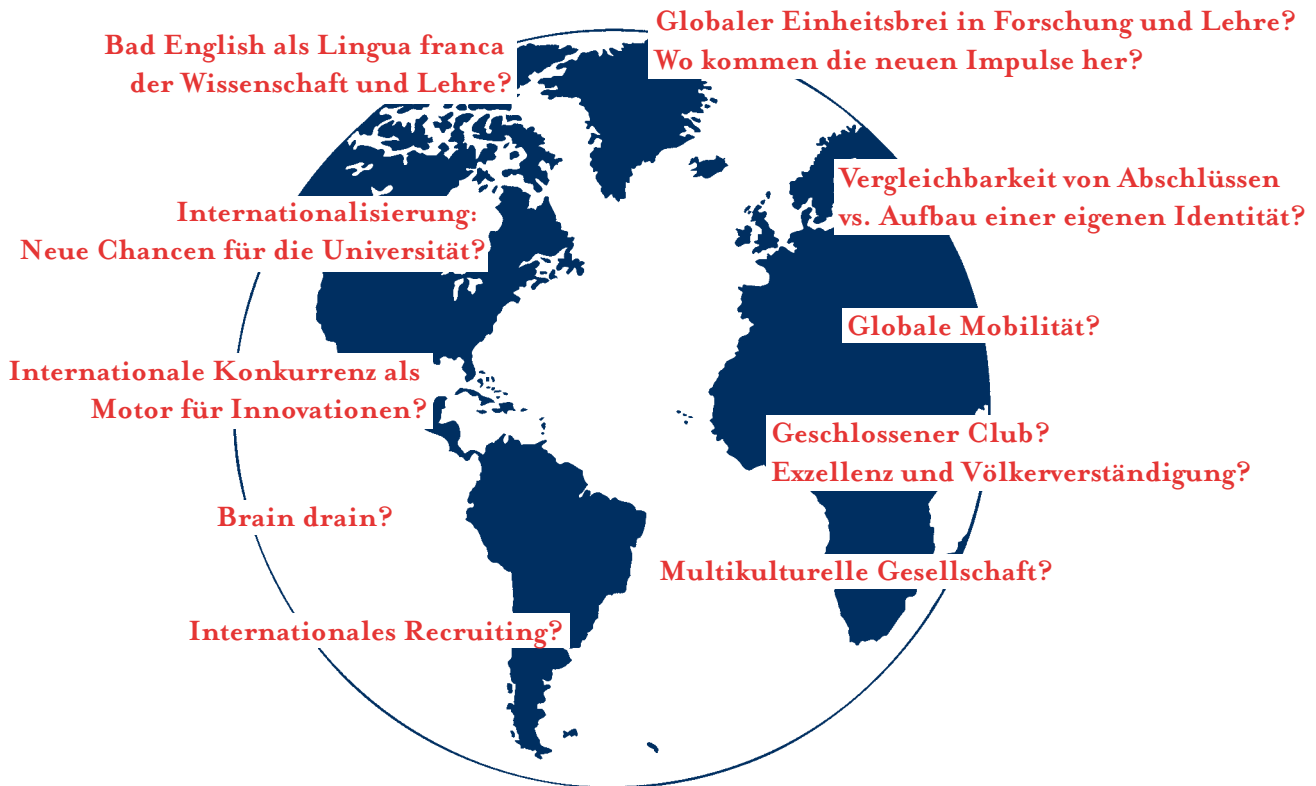 Globaler Einheitsbrei in Forschung und Lehre?
Wo kommen die neuen Impulse her?
Bad English als Lingua franca
der Wissenschaft und Lehre?
Vergleichbarkeit von Abschlüssen
vs. Aufbau einer eigenen Identität?
Internationalisierung:
Neue Chancen für die Universität?
Globale Mobilität?
Internationale Konkurrenz als
Motor für Innovationen?
Geschlossener Club?
Exzellenz und Völkerverständigung?
Brain drain?
Multikulturelle Gesellschaft?
Internationales Recruiting?